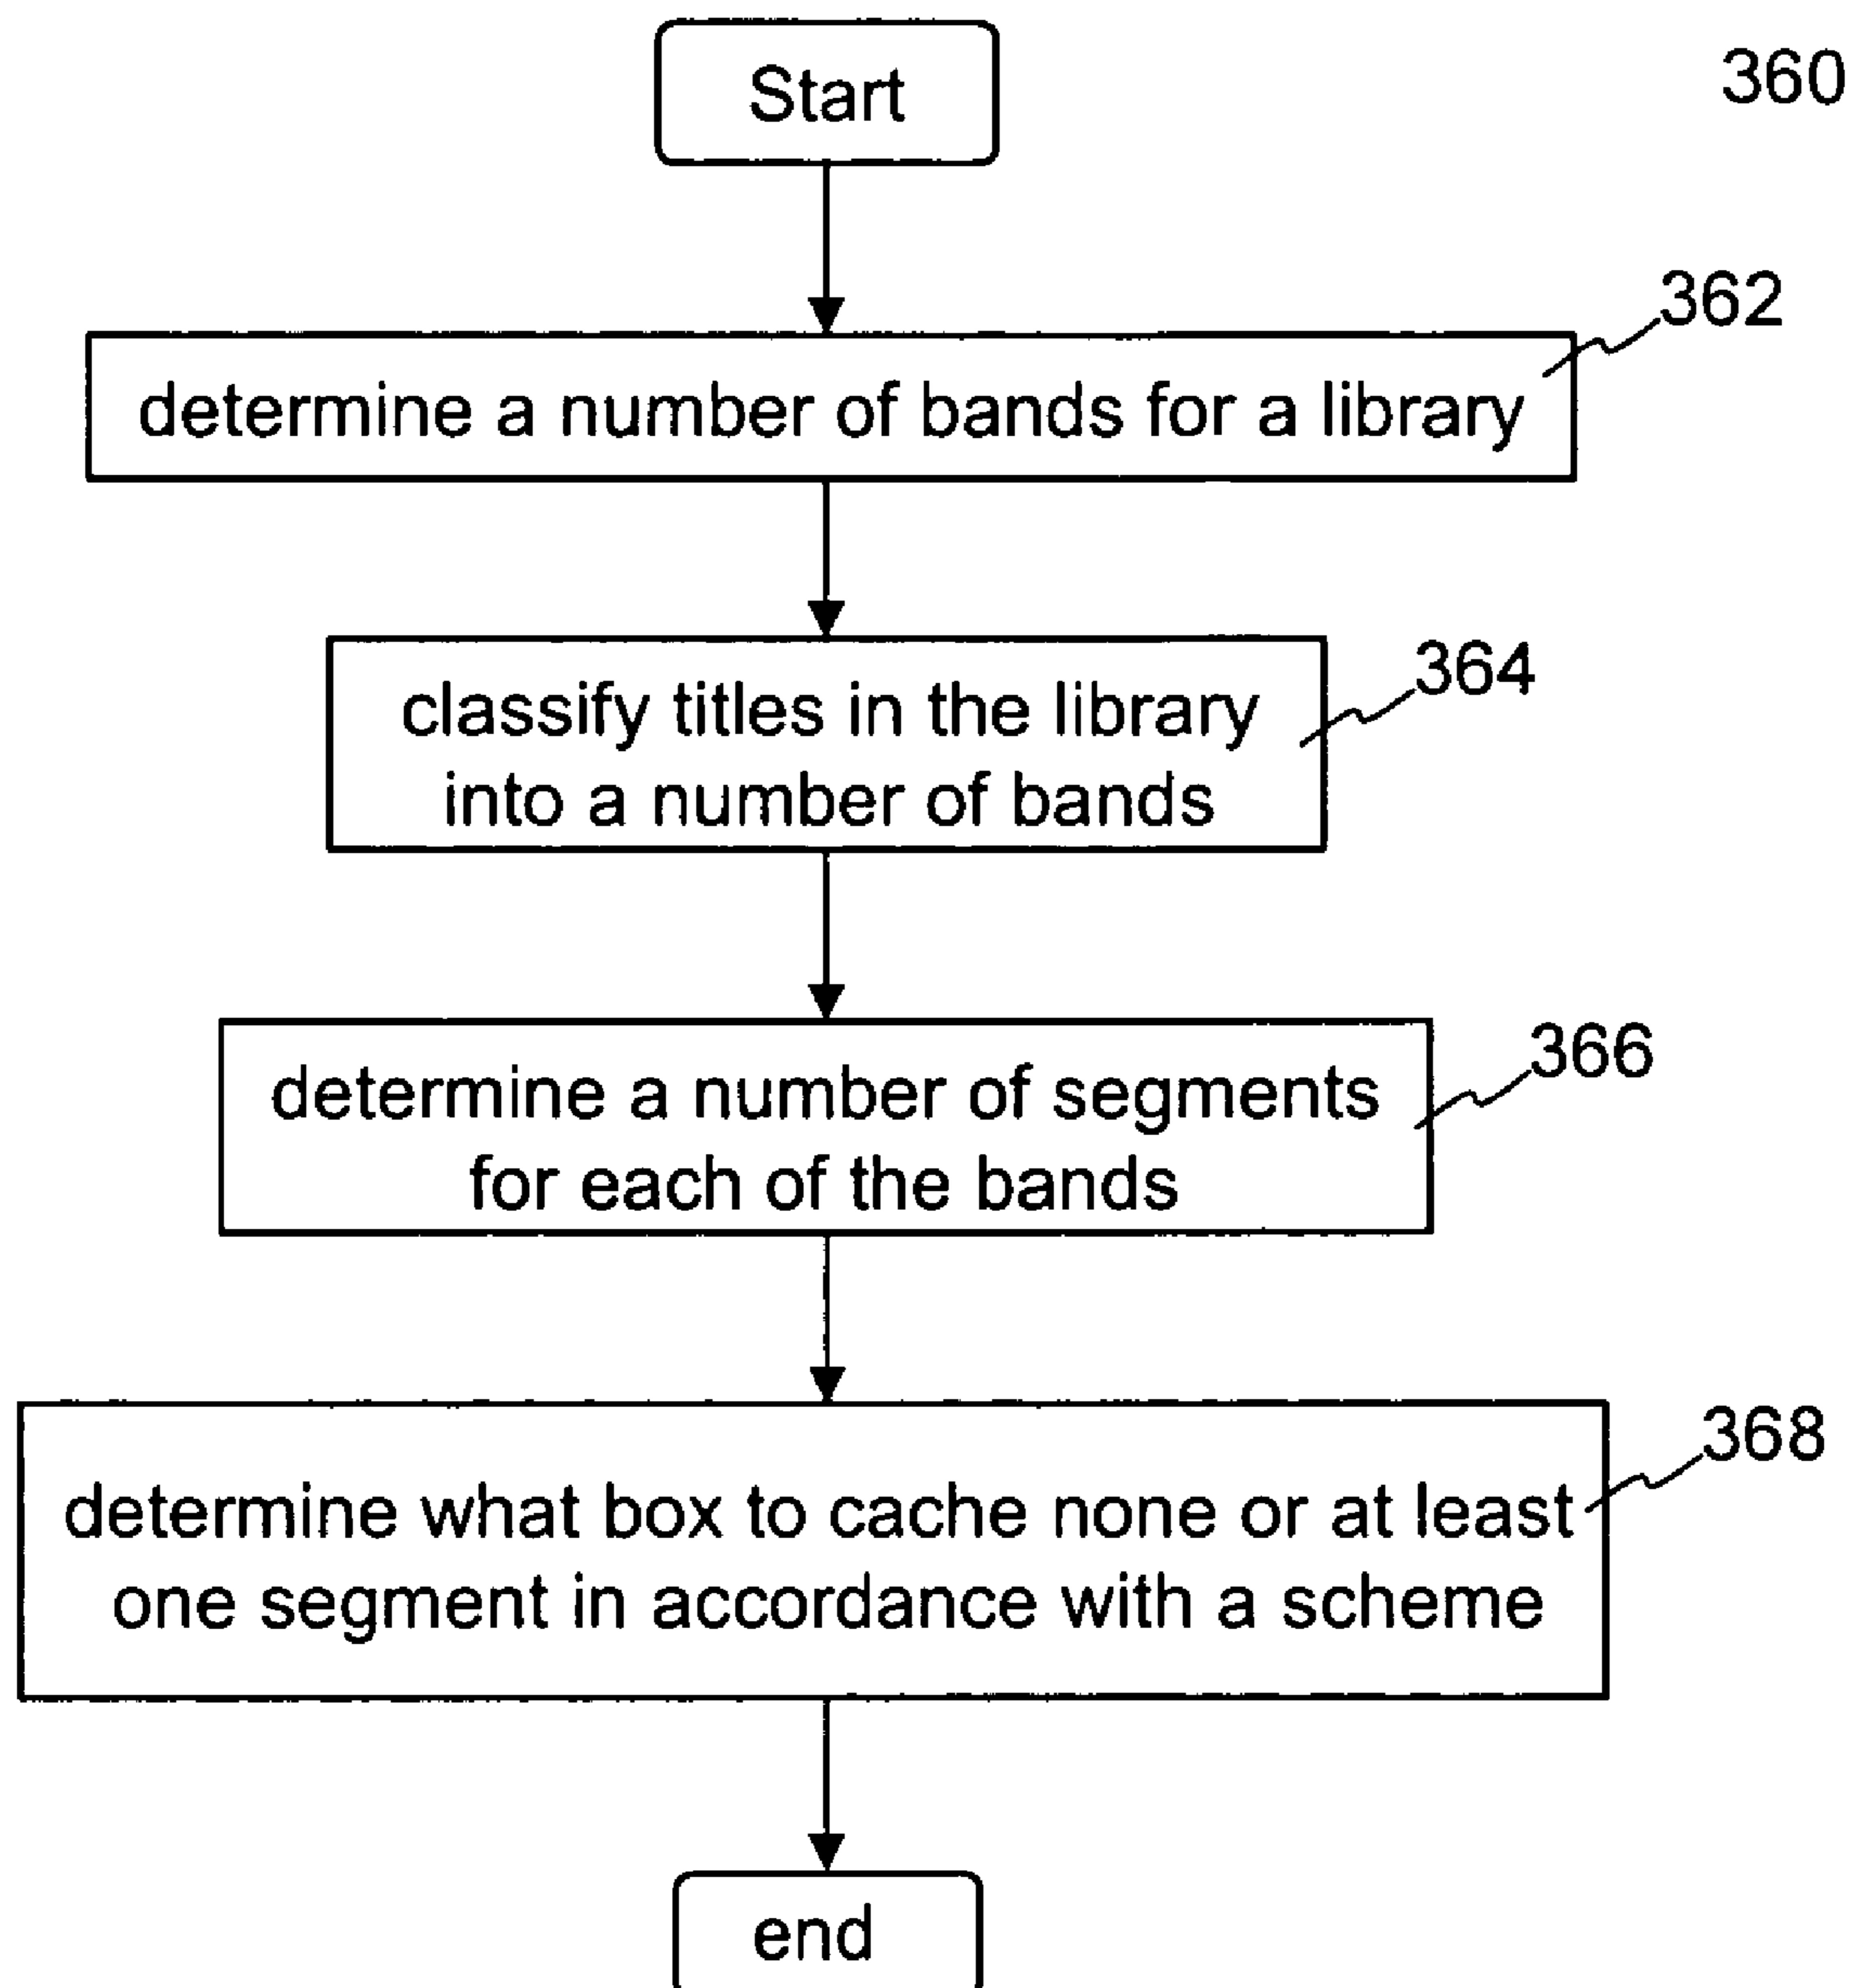 Start
360
362
determine a number of bands for a library
364
classify titles in the library
into a number of bands
366
determine a number of segments
for each of the bands
368
determine what box to cache none or at least
one segment in accordance with a scheme
end